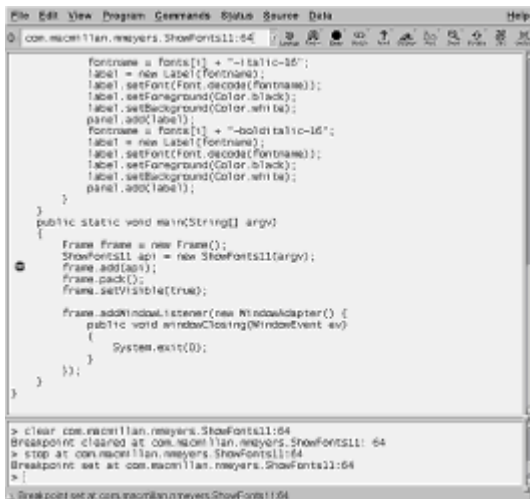 File Edit View Program Commands Status Source Data Help
() com.macmillan.nmeyers.ShowFonts11:64
fontname = fonts[i] + "-italic-16";
label = new Label(fontname);
label.setFont(Font.decode(fontname));
label.setForeground(Color.black);
label.setBackground(Color.white);
panel.add(label);
fontname = fonts[i] + "-bolditalic-16";
label = new Label(fontname);
label.setFont(Font.decode(fontname));
label.setForeground(Color.black);
label.setBackground(Color.white);
panel.add(label);
}
}
public static void main(String[] argv)
{
Frame frame = new Frame();
ShowFonts11 api = new ShowFonts11(argv);
frame.add(api);
frame.pack();
frame.setVisible(true);
frame.addWindowListener(new WindowAdapter() {
public void windowClosing(WindowEvent ev)
{
System.exit(0);
}
});
}
}
> clear com.macmillan.nmeyers.ShowFonts11:64
Breakpoint cleared at com.macmillan.nmeyers.ShowFonts11: 64
> stop at com.macmillan.nmeyers.ShowFonts11:64
Breakpoint set at com.macmillan.nmeyers.ShowFonts11:64
>
Breakpoint set at com.macmillan.nmeyers.ShowFonts11:64